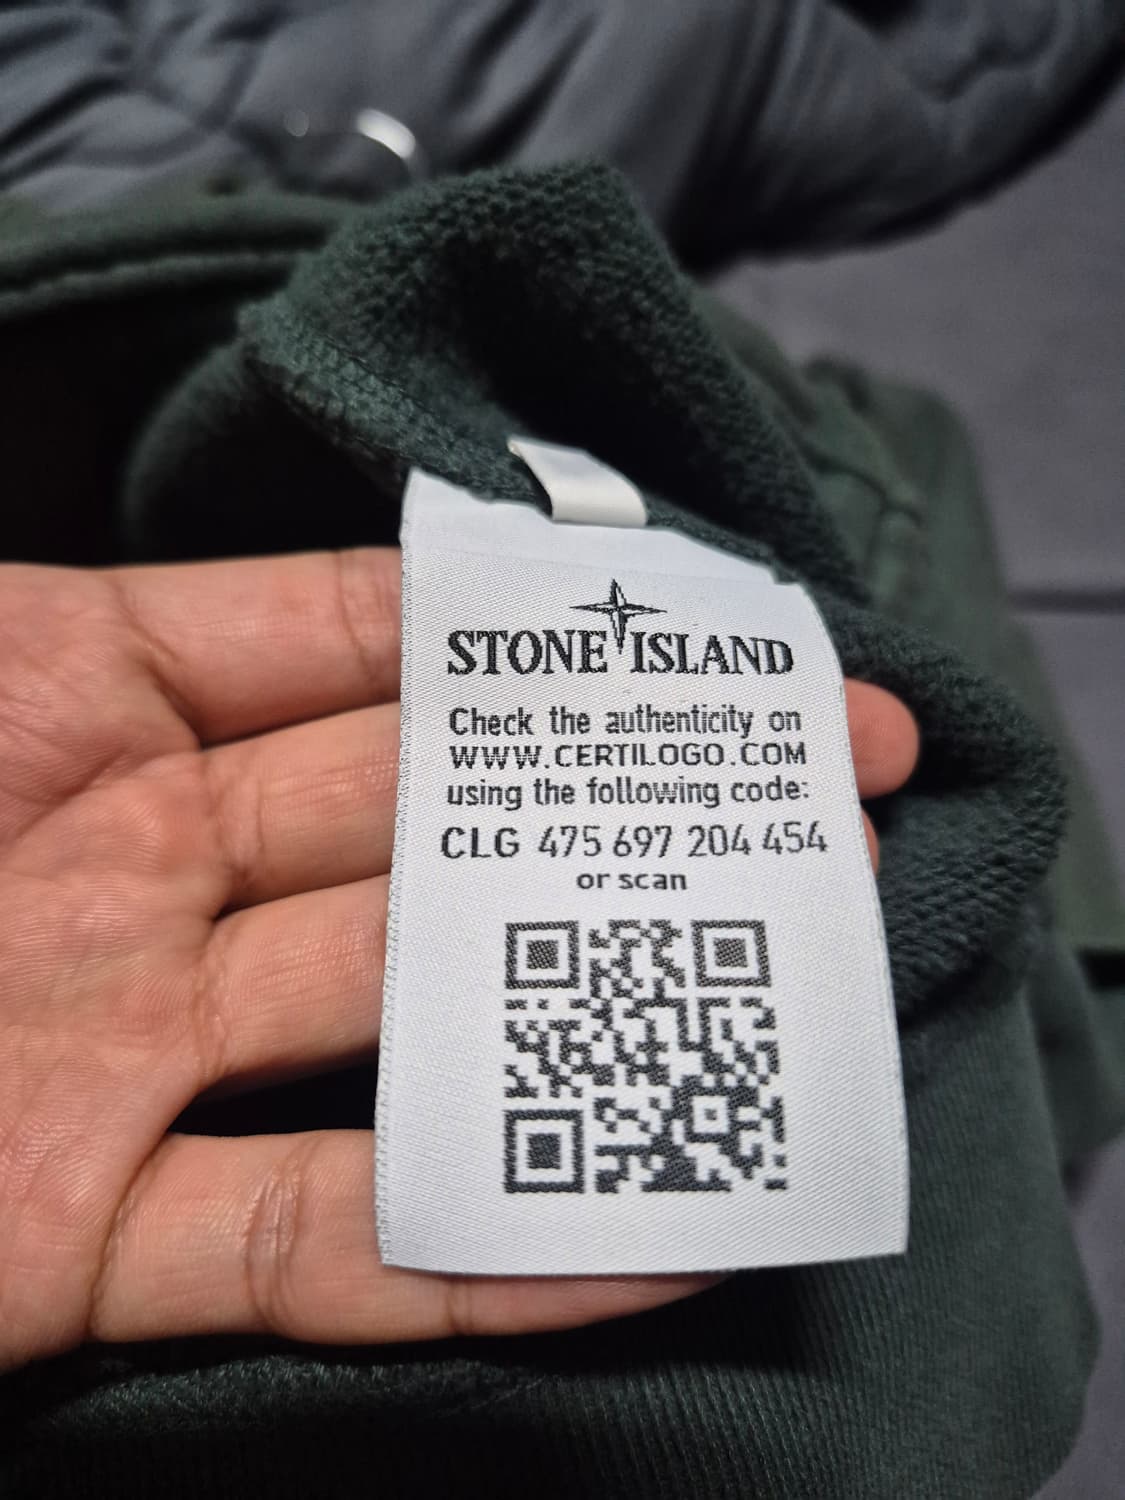 STONE ISLAND
Check the authenticity on
WWW.CERTILOGO.COM
using the following code:
CLG 475 697 204 454
or scan